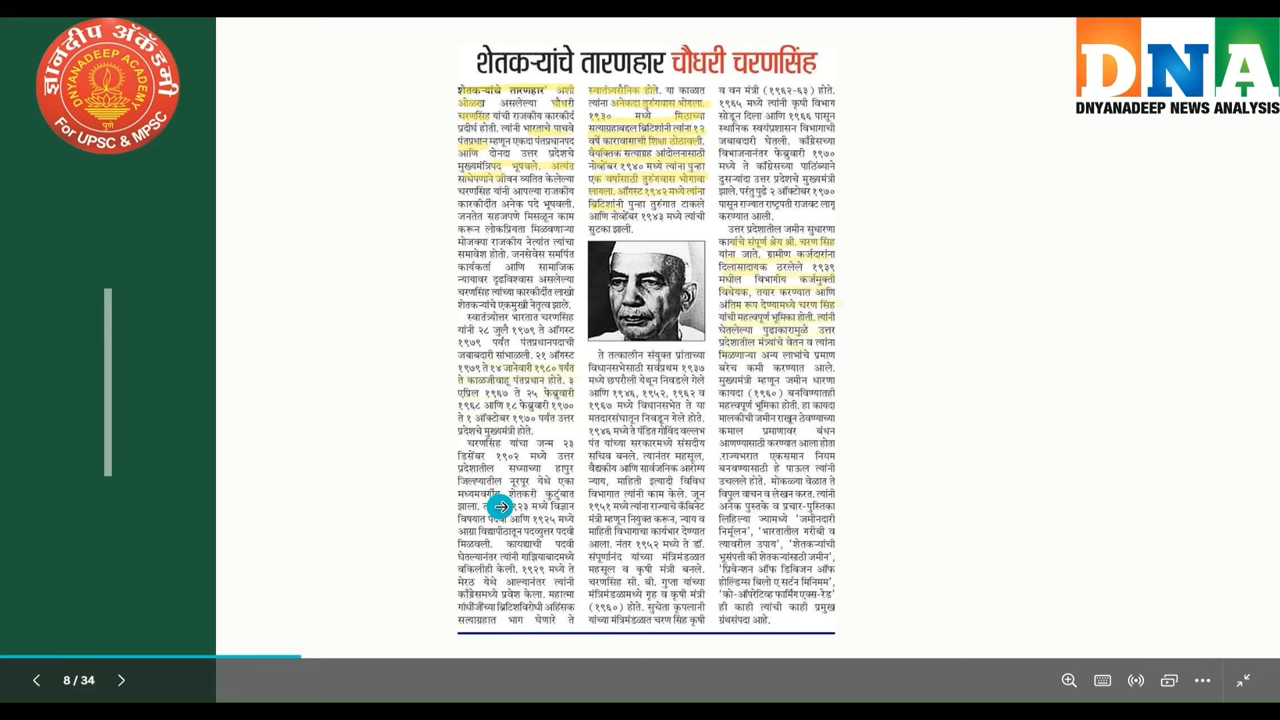 ज्ञानदीप अॅकॅडमी
DNYANADEEP ACADEMY
पुणे
For UPSC & MPSC
DNA
DNYANADEEP NEWS ANALYSIS
शेतकऱ्यांचे तारणहार चौधरी चरणसिंह
शेतकऱ्यांचे तारणहार' अशी
ओळख असलेल्या चौधरी
चरणसिंह यांची राजकीय कारकीर्द
प्रदीर्घ होती. त्यांनी भारताचे पाचवे
पंतप्रधान म्हणून एकदा पंतप्रधानपद
आणि दोनदा उत्तर प्रदेशचे
मुख्यमंत्रिपद भूषवले. अत्यंत
साधेपणाने जीवन व्यतित केलेल्या
चरणसिंह यांनी आपल्या राजकीय
कारकीर्दीत अनेक पदे भूषवली.
जनतेत सहजपणे मिसळून काम
करून लोकप्रियता मिळवणाऱ्या
मोजक्या राजकीय नेत्यांत त्यांचा
समावेश होतो. जनसेवेस समर्पित
कार्यकर्ता आणि सामाजिक
न्यायावर दृढविश्वास असलेल्या
चरणसिंह त्यांच्या कारकीर्दीत लाखो
शेतकऱ्यांचे एकमुखी नेतृत्व झाले.
स्वातंत्र्योत्तर भारतात चरणसिंह
यांनी २८ जुलै १९७९ ते ऑगस्ट
१९७९ पर्यंत पंतप्रधानपदाची
जबाबदारी सांभाळली. २१ ऑगस्ट
१९७९ ते १४ जानेवारी १९८० पर्यंत
ते काळजीवाहू पंतप्रधान होते. ३
एप्रिल १९६७ ते २५ फेब्रुवारी
१९६८ आणि १८ फेब्रुवारी १९७०
ते १ ऑक्टोबर १९७० पर्यंत उत्तर
प्रदेशचे मुख्यमंत्री होते.
चरणसिंह यांचा जन्म २३
डिसेंबर १९०२ मध्ये उत्तर
प्रदेशातील सध्याच्या हापुर
जिल्ह्यातील नूरपूर येथे एका
मध्यमवर्गीय शेतकरी कुटुंबात
झाला. २३ मध्ये विज्ञान
विषयात पदवी आणि १९२५ मध्ये
आग्रा विद्यापीठातून पदव्युत्तर पदवी
मिळवली. कायद्याची पदवी
घेतल्यानंतर त्यांनी गाझियाबादमध्ये
वकिलीही केली. १९२९ मध्ये ते
मेरठ येथे आल्यानंतर त्यांनी
काँग्रेसमध्ये प्रवेश केला. महात्मा
गांधीजींच्या ब्रिटिशविरोधी अहिंसक
सत्याग्रहात भाग घेणारे ते
स्वातंत्र्यसैनिक होते. या काळात
त्यांना अनेकदा तुरुंगवास भोगला.
१९३० मध्ये मिठाच्या
सत्याग्रहाबद्दल ब्रिटिशांनी त्यांना १२
वर्षे कारावासाची शिक्षा ठोठावली.
वैयक्तिक सत्याग्रह आंदोलनासाठी
नोव्हेंबर १९४० मध्ये त्यांना पुन्हा
एक वर्षासाठी तुरुंगवास भोगावा
लागला. ऑगस्ट १९४२ मध्ये त्यांना
ब्रिटिशांनी पुन्हा तुरुंगात टाकले
आणि नोव्हेंबर १९४३ मध्ये त्यांची
सुटका झाली.
ते तत्कालीन संयुक्त प्रांताच्या
विधानसभेसाठी सर्वप्रथम १९३७
मध्ये छपरौली येथून निवडले गेले
आणि १९४६, १९५२, १९६२ व
१९६७ मध्ये विधानसभेत ते या
मतदारसंघातून निवडून गेले होते.
१९४६ मध्ये ते पंडित गोविंद वल्लभ
पंत यांच्या सरकारमध्ये संसदीय
सचिव बनले. त्यानंतर महसूल,
वैद्यकीय आणि सार्वजनिक आरोग्य
न्याय, माहिती इत्यादी विविध
विभागात त्यांनी काम केले. जून
१९५१ मध्ये त्यांना राज्याचे कॅबिनेट
मंत्री म्हणून नियुक्त करून, न्याय व
माहिती विभागाचा कार्यभार देण्यात
आला. नंतर १९५२ मध्ये ते डॉ.
संपूर्णानंद यांच्या मंत्रिमंडळात
महसूल व कृषी मंत्री बनले.
चरणसिंह सी. बी. गुप्ता यांच्या
मंत्रिमंडळामध्ये गृह व कृषी मंत्री
(१९६०) होते. सुचेता कृपलानी
यांच्या मंत्रिमंडळात चरण सिंह कृषी
व वन मंत्री (१९६२-६३) होते.
१९६५ मध्ये त्यांनी कृषी विभाग
सोडून दिला आणि १९६६ पासून
स्थानिक स्वयंप्रशासन विभागाची
जबाबदारी घेतली. काँग्रेसच्या
विभाजनानंतर फेब्रुवारी १९७०
मध्ये ते काँग्रेसच्या पाठिंब्याने
दुसऱ्यांदा उत्तर प्रदेशचे मुख्यमंत्री
झाले. परंतु पुढे २ ऑक्टोबर १९७०
पासून राज्यात राष्ट्रपती राजवट लागू
करण्यात आली.
उत्तर प्रदेशातील जमीन सुधारणा
कार्याचे संपूर्ण श्रेय श्री. चरण सिंह
यांना जाते. ग्रामीण कर्जदारांना
दिलासादायक ठरलेले १९३९
मधील विभागीय कर्जमुक्ती
विधेयक, तयार करण्यात आणि
अंतिम रूप देण्यामध्ये चरण सिंह
यांची महत्वपूर्ण भूमिका होती. त्यांनी
घेतलेल्या पुढाकारामुळे उत्तर
प्रदेशातील मंत्र्यांचे वेतन व त्यांना
मिळणाऱ्या अन्य लाभांचे प्रमाण
बरेच कमी करण्यात आले.
मुख्यमंत्री म्हणून जमीन धारणा
कायदा (१९६०) बनविण्यातही
महत्त्वपूर्ण भूमिका होती. हा कायदा
मालकीची जमीन राखून ठेवण्याच्या
कमाल प्रमाणावर बंधन
आणण्यासाठी करण्यात आला होता
.राज्यभरात एकसमान नियम
बनवण्यासाठी हे पाऊल त्यांनी
उचलले होते. मोकळ्या वेळात ते
विपुल वाचन व लेखन करत. त्यांनी
अनेक पुस्तके व प्रचार-पुस्तिका
लिहिल्या ज्यामध्ये 'जमीनदारी
निर्मूलन', 'भारतातील गरीबी व
त्यावरील उपाय', 'शेतकऱ्यांची
भूसंपत्ती की शेतकऱ्यांसाठी जमीन',
'प्रिवेन्शन ऑफ डिविजन ऑफ
होल्डिंग्स बिलो ए सर्टन मिनिमम',
'को-ऑपरेटिव्ह फार्मिंग एक्स-रेड'
ही काही त्यांची काही प्रमुख
ग्रंथसंपदा आहे.
8 / 34